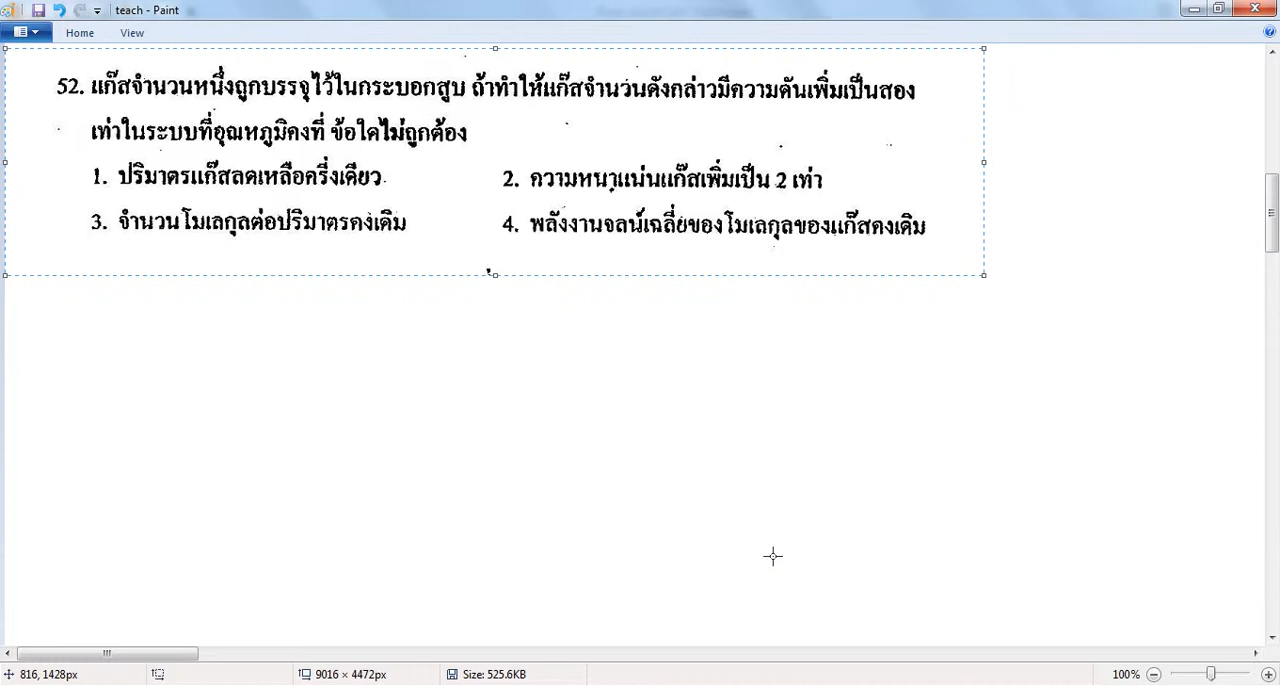 teach - Paint
Home View
52. แก๊สจำนวนหนึ่งถูกบรรจุไว้ในกระบอกสูบ ถ้าทำให้แก๊สจำนวนดังกล่าวมีความดันเพิ่มเป็นสอง
เท่าในระบบที่อุณหภูมิคงที่ ข้อใดไม่ถูกต้อง
1. ปริมาตรแก๊สลดเหลือครึ่งเดียว 2. ความหนาแน่นแก๊สเพิ่มเป็น 2 เท่า
3. จำนวนโมเลกุลต่อปริมาตรคงเดิม 4. พลังงานจลน์เฉลี่ยของโมเลกุลของแก๊สคงเดิม
816, 1428px 9016 × 4472px Size: 525.6KB 100%